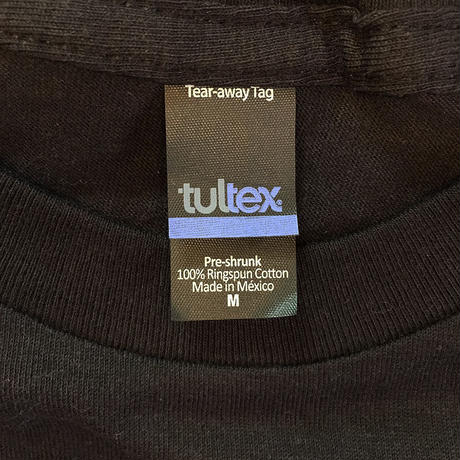 Tear-away Tag
tultex®
Pre-shrunk
100% Ringspun Cotton
Made in México
M